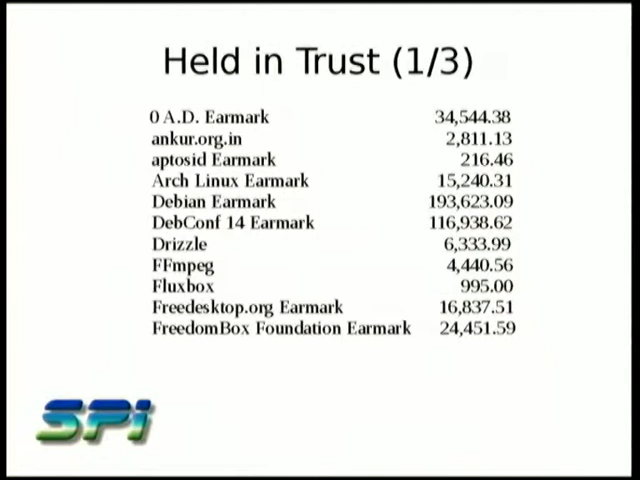 Held in Trust (1/3)
0 A.D. Earmark 34,544.38
ankur.org.in 2,811.13
aptosid Earmark 216.46
Arch Linux Earmark 15,240.31
Debian Earmark 193,623.09
DebConf 14 Earmark 116,938.62
Drizzle 6,333.99
FFmpeg 4,440.56
Fluxbox 995.00
Freedesktop.org Earmark 16,837.51
FreedomBox Foundation Earmark 24,451.59
SPi